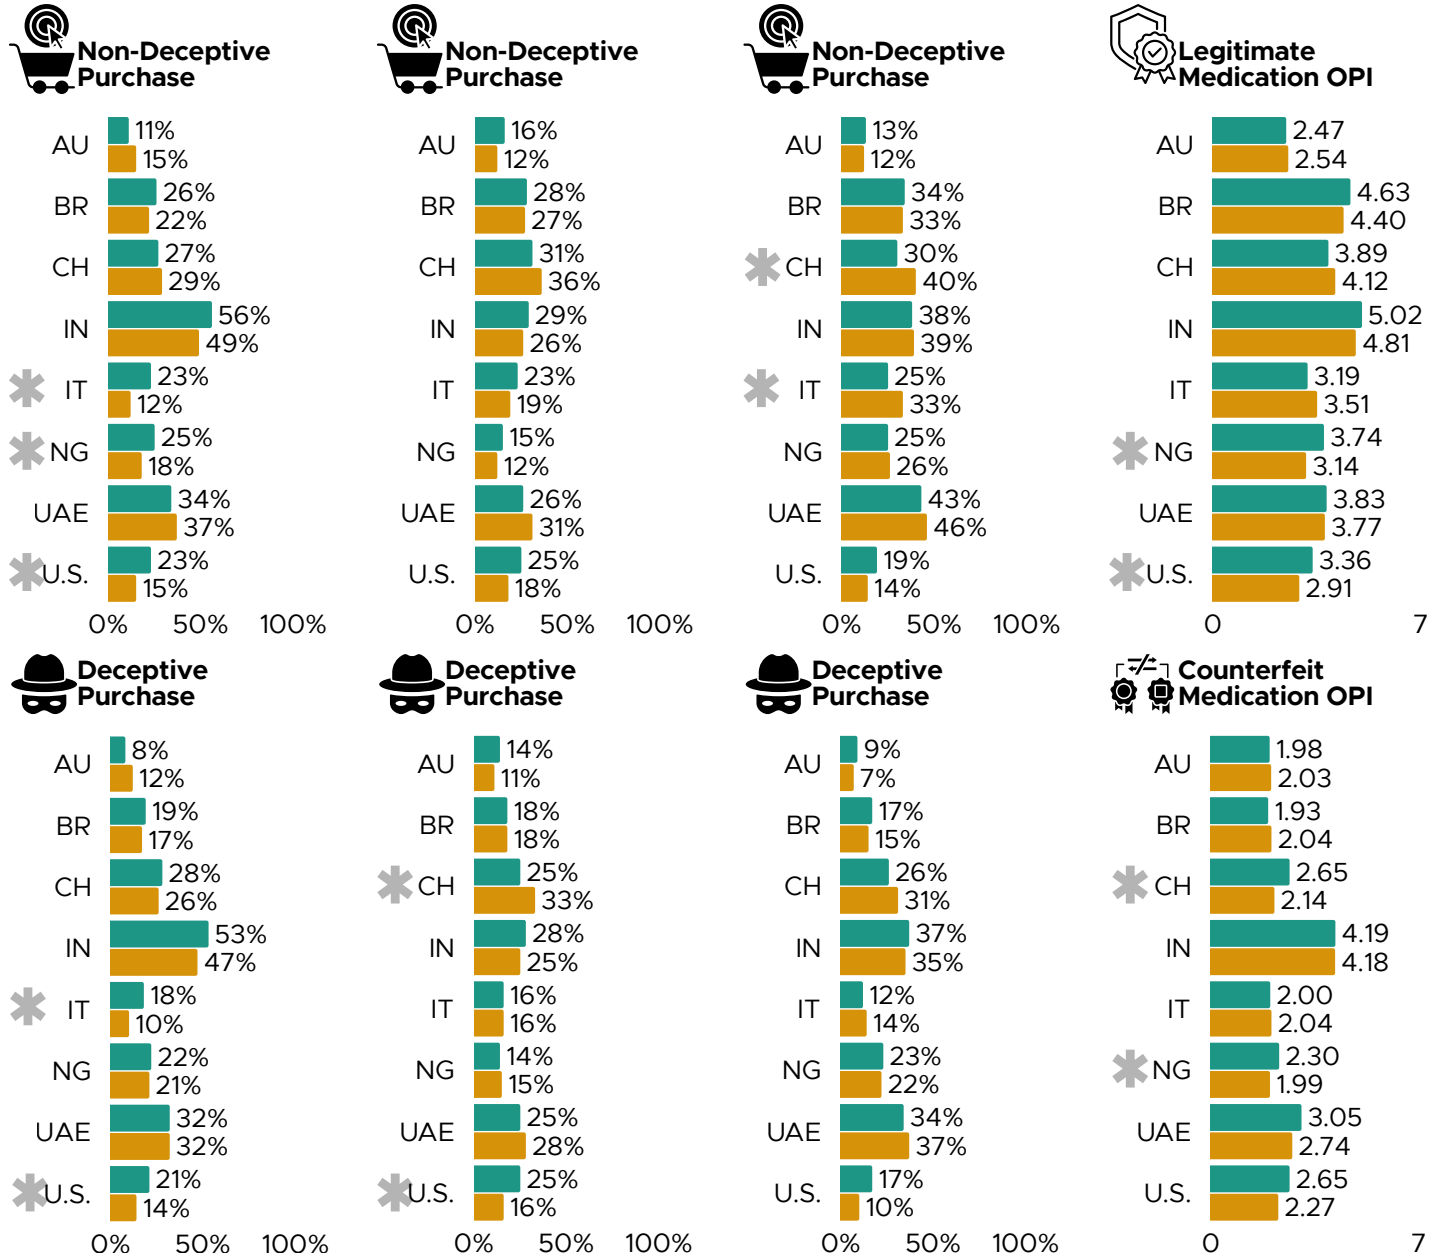 Non-Deceptive
Purchase
AU
11%
15%
BR
26%
22%
CH
27%
29%
IN
56%
49%
IT
23%
12%
NG
25%
18%
UAE
34%
37%
U.S.
23%
15%
0% 50% 100%
Non-Deceptive
Purchase
AU
16%
12%
BR
28%
27%
CH
31%
36%
IN
29%
26%
IT
23%
19%
NG
15%
12%
UAE
26%
31%
U.S.
25%
18%
0% 50% 100%
Non-Deceptive
Purchase
AU
13%
12%
BR
34%
33%
CH
30%
40%
IN
38%
39%
IT
25%
33%
NG
25%
26%
UAE
43%
46%
U.S.
19%
14%
0% 50% 100%
Legitimate
Medication OPI
AU
2.47
2.54
BR
4.63
4.40
CH
3.89
4.12
IN
5.02
4.81
IT
3.19
3.51
NG
3.74
3.14
UAE
3.83
3.77
U.S.
3.36
2.91
0 7
Deceptive
Purchase
AU
8%
12%
BR
19%
17%
CH
28%
26%
IN
53%
47%
IT
18%
10%
NG
22%
21%
UAE
32%
32%
U.S.
21%
14%
0% 50% 100%
Deceptive
Purchase
AU
14%
11%
BR
18%
18%
CH
25%
33%
IN
28%
25%
IT
16%
16%
NG
14%
15%
UAE
25%
28%
U.S.
25%
16%
0% 50% 100%
Deceptive
Purchase
AU
9%
7%
BR
17%
15%
CH
26%
31%
IN
37%
35%
IT
12%
14%
NG
23%
22%
UAE
34%
37%
U.S.
17%
10%
0% 50% 100%
Counterfeit
Medication OPI
AU
1.98
2.03
BR
1.93
2.04
CH
2.65
2.14
IN
4.19
4.18
IT
2.00
2.04
NG
2.30
1.99
UAE
3.05
2.74
U.S.
2.65
2.27
0 7